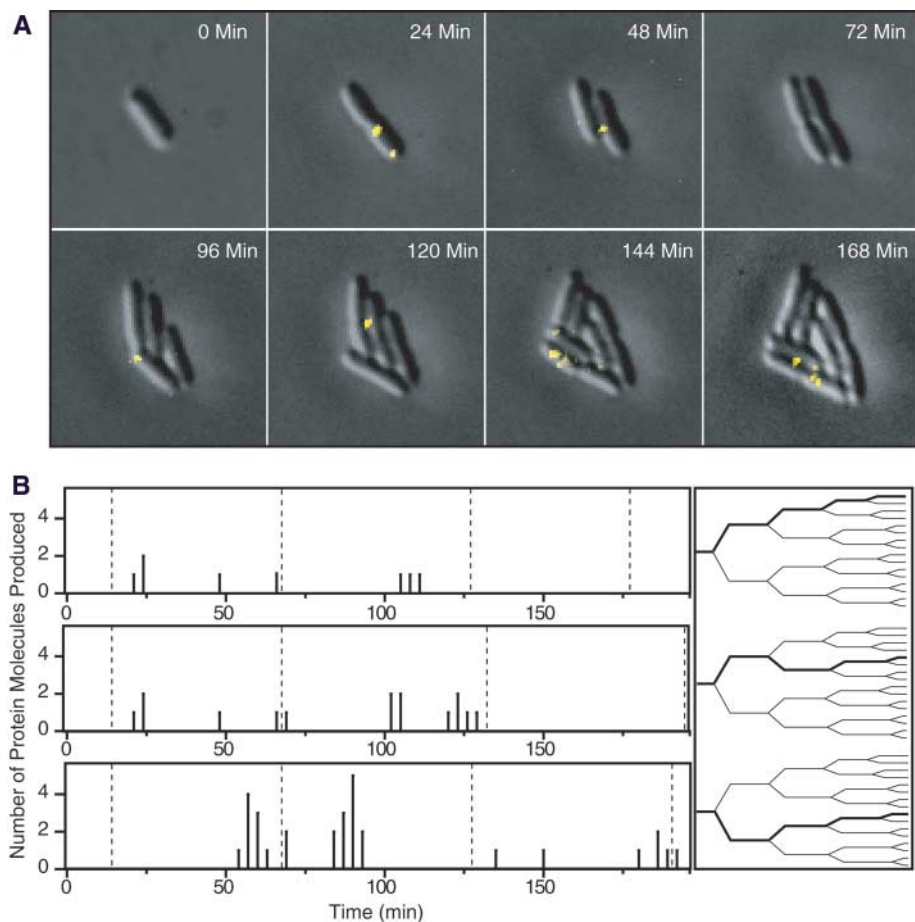 A
0 Min
24 Min
48 Min
72 Min
96 Min
120 Min
144 Min
168 Min
B
Number of Protein Molecules Produced
4
2
0
0 50 100 150
4
2
0
0 50 100 150
4
2
0
0 50 100 150
Time (min)